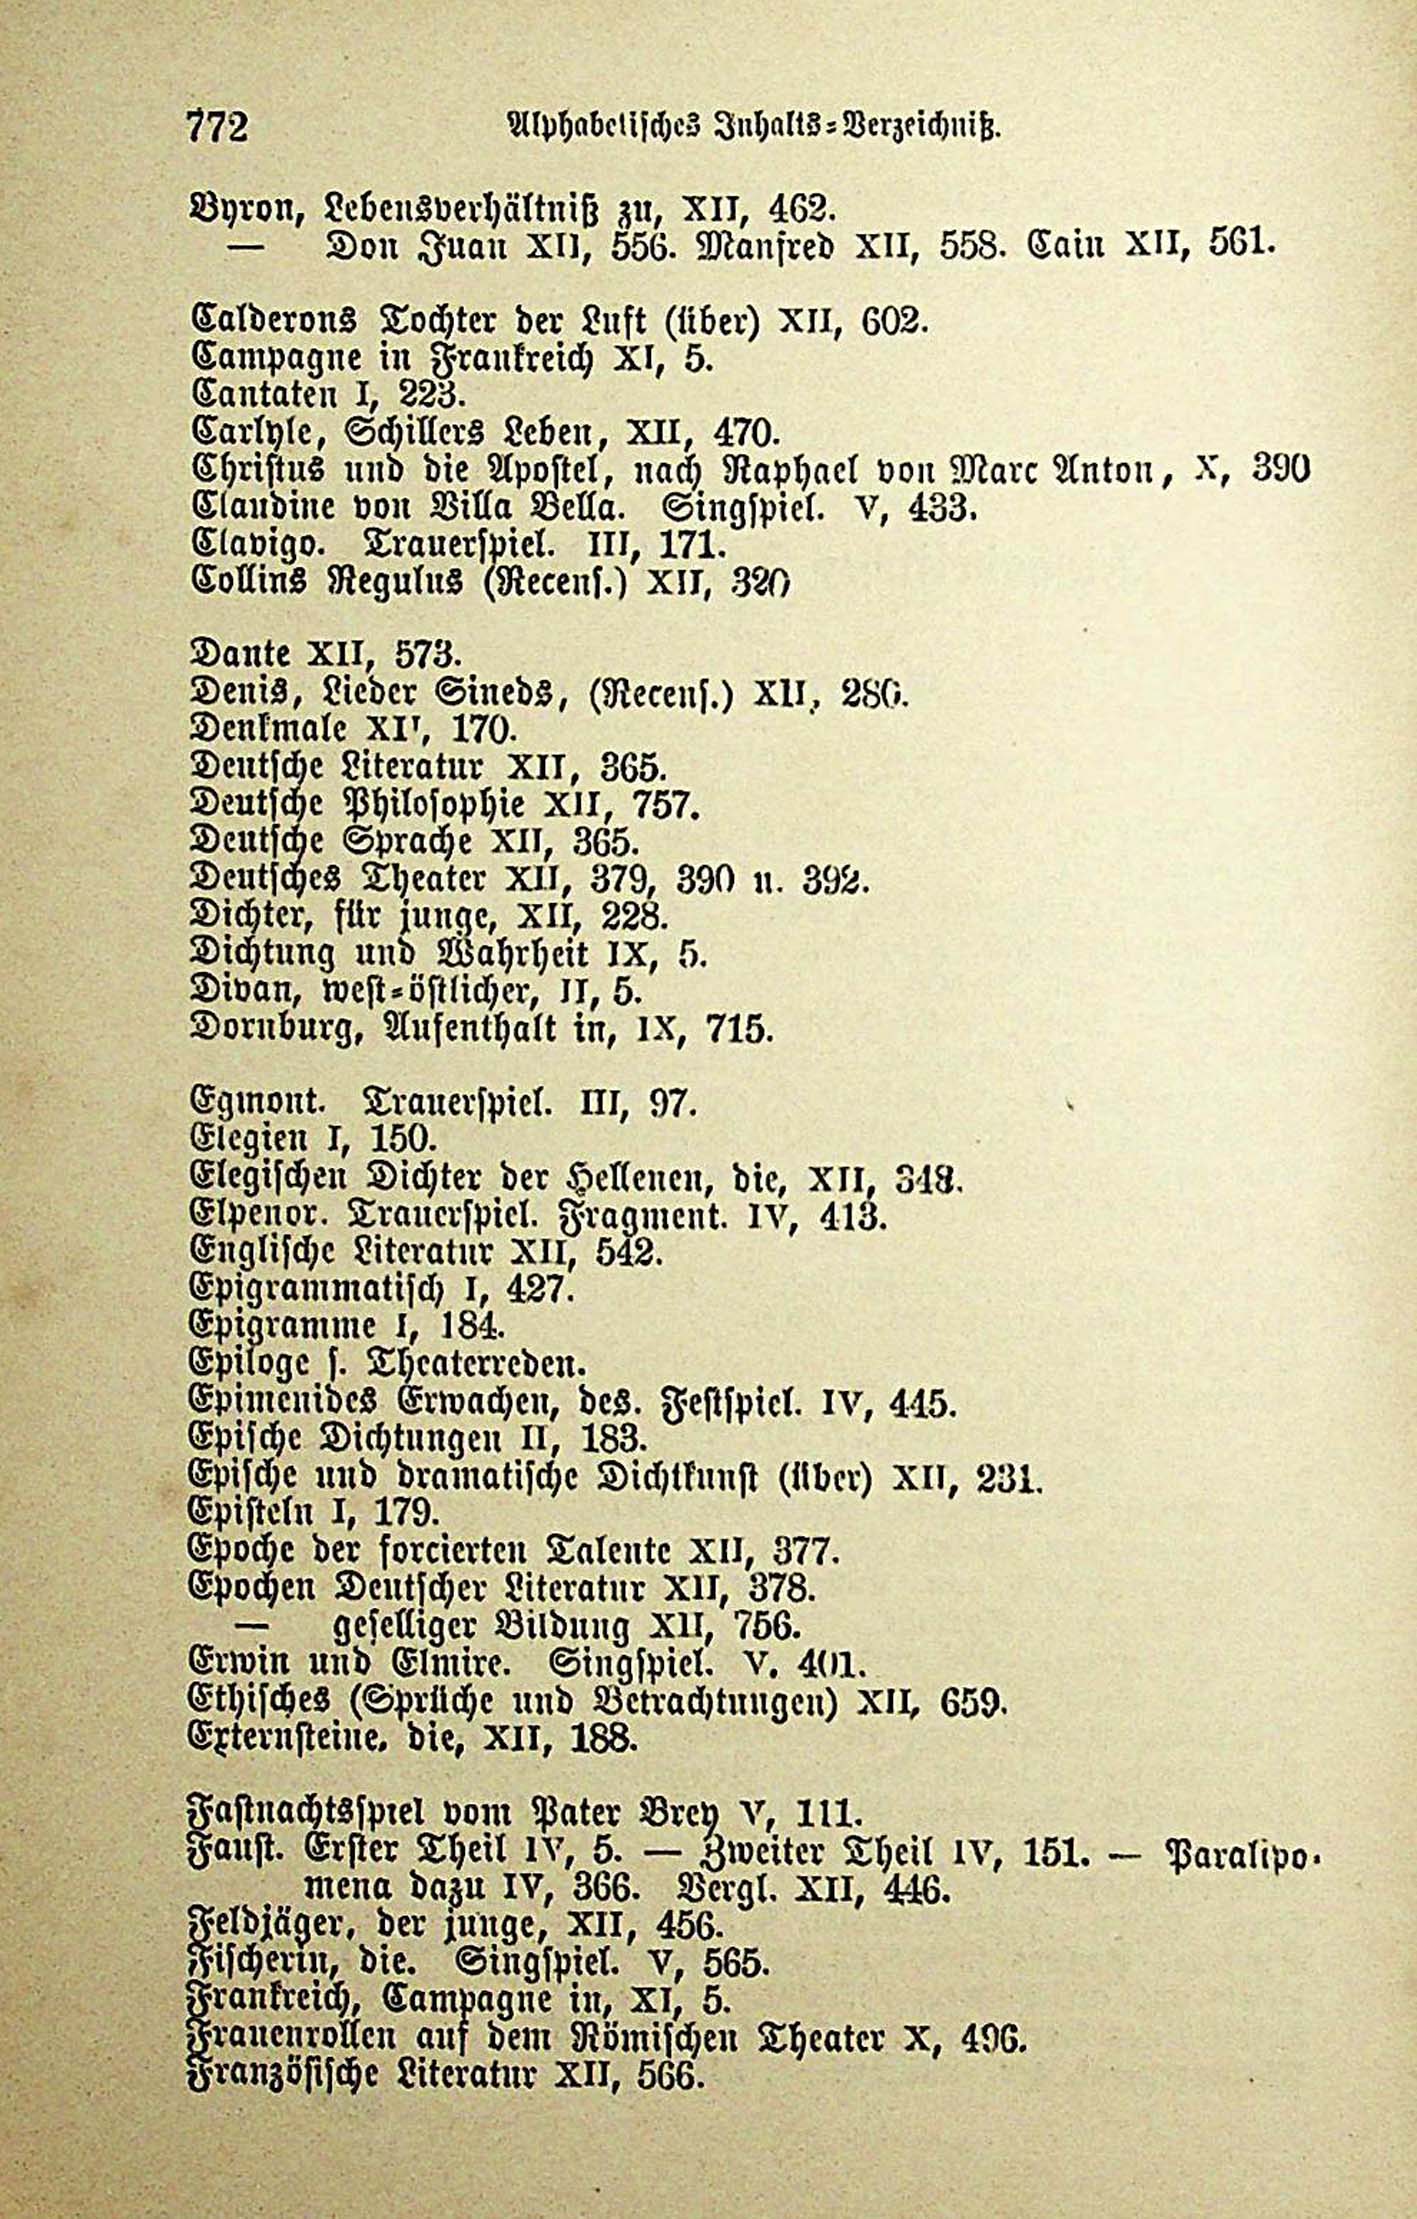 772 Alphabetisches Inhalts-Verzeichniß.
Byron, Lebensverhältniß zu, XII, 462.
— Don Juan XII, 556. Manfred XII, 558. Cain XII, 561.
Calderons Tochter der Luft (über) XII, 602.
Campagne in Frankreich XI, 5.
Cantaten I, 223.
Carlyle, Schillers Leben, XII, 470.
Christus und die Apostel, nach Raphael von Marc Anton, X, 390
Claudine von Villa Bella. Singspiel. V, 433.
Clavigo. Trauerspiel. III, 171.
Collins Regulus (Recens.) XII, 320
Dante XII, 573.
Denis, Lieder Sineds, (Recens.) XII, 280.
Denkmale XII, 170.
Deutsche Literatur XII, 365.
Deutsche Philosophie XII, 757.
Deutsche Sprache XII, 365.
Deutsches Theater XII, 379, 390 u. 392.
Dichter, für junge, XII, 228.
Dichtung und Wahrheit IX, 5.
Divan, west-östlicher, II, 5.
Dornburg, Aufenthalt in, IX, 715.
Egmont. Trauerspiel. III, 97.
Elegien I, 150.
Elegischen Dichter der Hellenen, die, XII, 348.
Elpenor. Trauerspiel. Fragment. IV, 413.
Englische Literatur XII, 542.
Epigrammatisch I, 427.
Epigramme I, 184.
Epiloge s. Theaterreden.
Epimenides Erwachen, des. Festspiel. IV, 445.
Epische Dichtungen II, 183.
Epische und dramatische Dichtkunst (über) XII, 231.
Episteln I, 179.
Epoche der forcierten Talente XII, 377.
Epochen Deutscher Literatur XII, 378.
— geselliger Bildung XII, 756.
Erwin und Elmire. Singspiel. V. 401.
Ethisches (Sprüche und Betrachtungen) XII, 659.
Externsteine. die, XII, 188.
Fastnachtsspiel vom Pater Brey V, 111.
Faust. Erster Theil IV, 5. — Zweiter Theil IV, 151. — Paralipo-
mena dazu IV, 366. Vergl. XII, 446.
Feldjäger, der junge, XII, 456.
Fischerin, die. Singspiel. V, 565.
Frankreich, Campagne in, XI, 5.
Frauenrollen auf dem Römischen Theater X, 496.
Französische Literatur XII, 566.